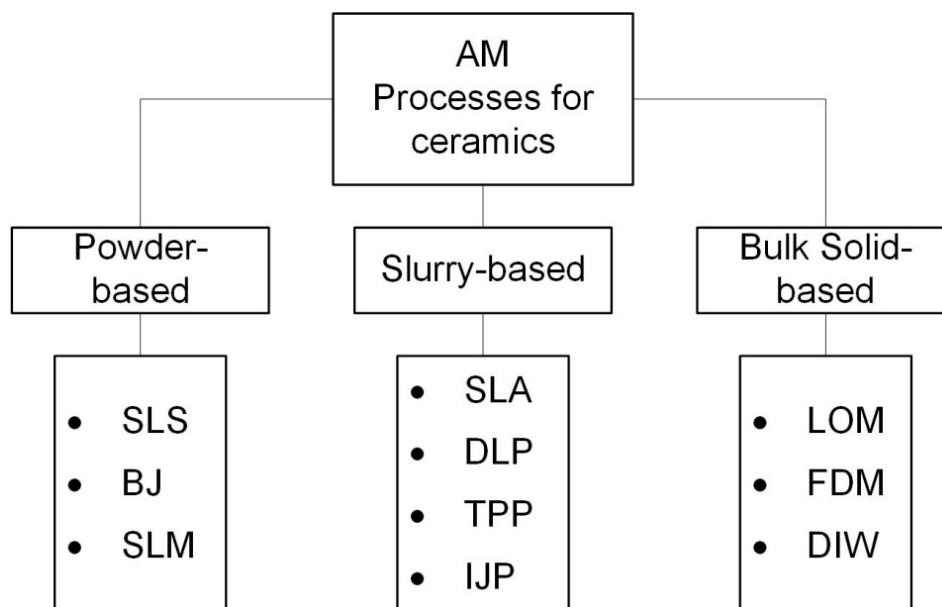 AM
Processes for
ceramics
Powder-
based
Slurry-based
Bulk Solid-
based
• SLS
• BJ
• SLM
• SLA
• DLP
• TPP
• IJP
• LOM
• FDM
• DIW